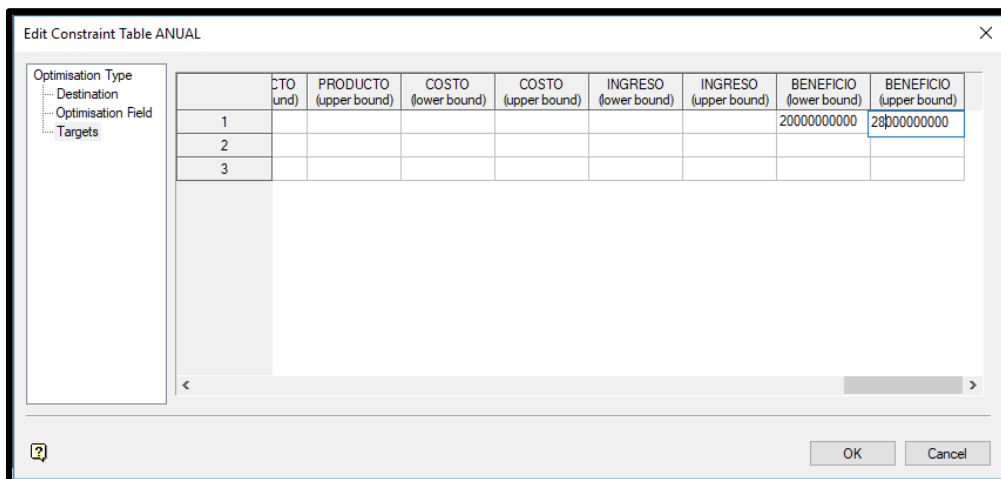 Edit Constraint Table ANUAL
Optimisation Type
Destination
Optimisation Field
Targets
CTO PRODUCTO COSTO COSTO INGRESO INGRESO BENEFICIO BENEFICIO
und) (upper bound) (lower bound) (upper bound) (lower bound) (upper bound) (lower bound) (upper bound)
1 20000000000 28000000000
2
3
OK Cancel